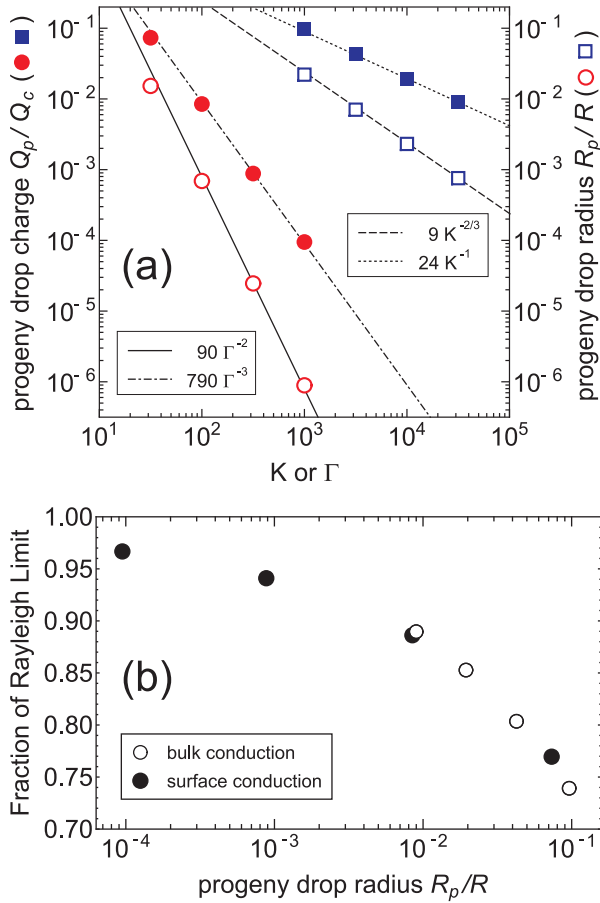 (a)
progeny drop charge Q_p / Q_c ( )
progeny drop radius R_p / R ( )
10^-1
10^-2
10^-3
10^-4
10^-5
10^-6
10^-1
10^-2
10^-3
10^-4
10^-5
10^-6
9 K^-2/3
24 K^-1
90 Γ^-2
790 Γ^-3
10^1
10^2
10^3
10^4
10^5
K or Γ
(b)
Fraction of Rayleigh Limit
1.00
0.95
0.90
0.85
0.80
0.75
0.70
bulk conduction
surface conduction
10^-4
10^-3
10^-2
10^-1
progeny drop radius R_p/R